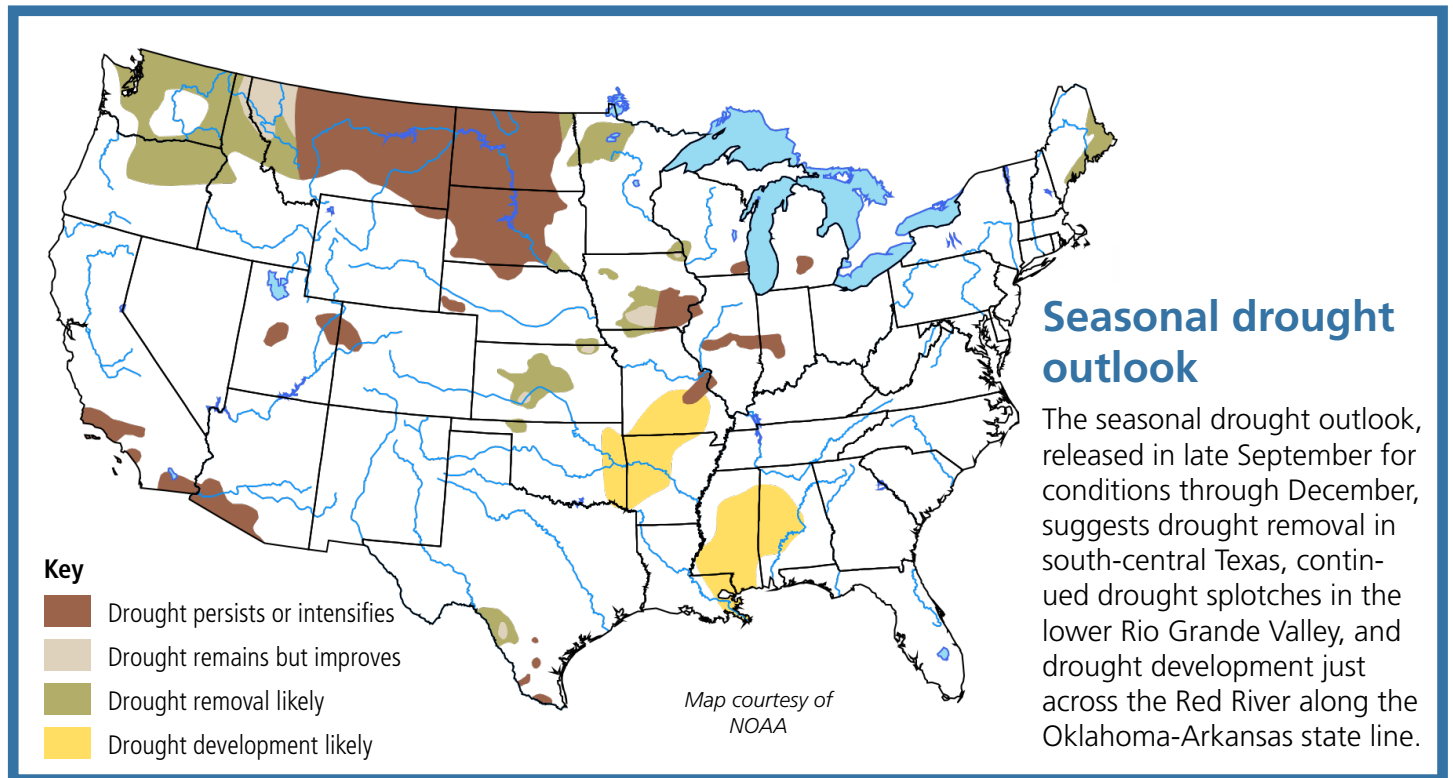 Seasonal drought
outlook
The seasonal drought outlook,
released in late September for
conditions through December,
suggests drought removal in
south-central Texas, contin-
ued drought splotches in the
lower Rio Grande Valley, and
drought development just
across the Red River along the
Oklahoma-Arkansas state line.
Key
Drought persists or intensifies
Drought remains but improves
Drought removal likely
Drought development likely
Map courtesy of
NOAA